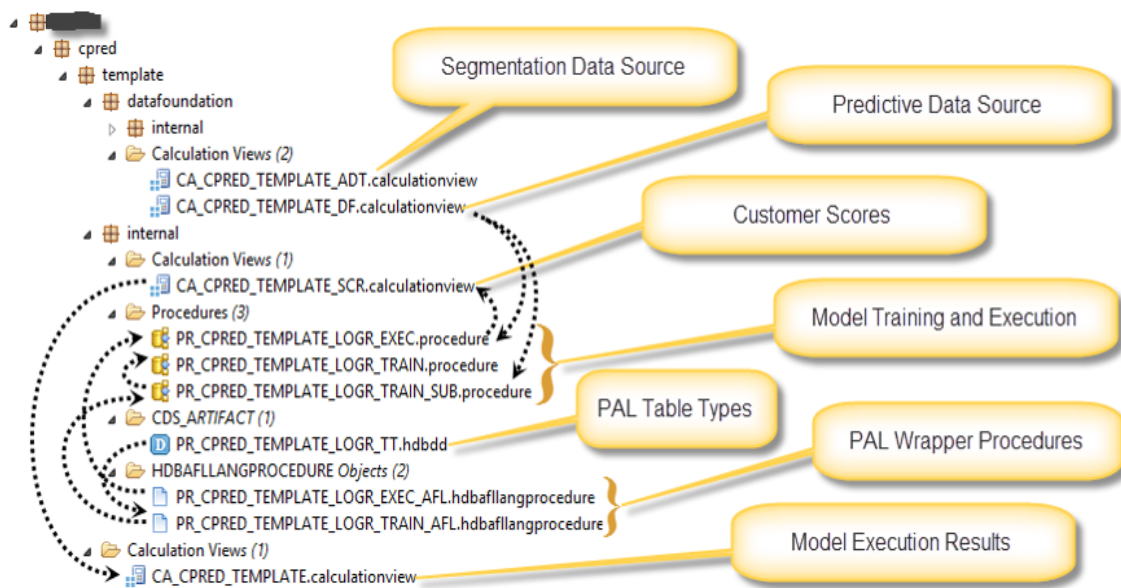 cpred
template
Segmentation Data Source
datafoundation
Predictive Data Source
internal
Calculation Views (2)
CA_CPRED_TEMPLATE_ADT.calculationview
CA_CPRED_TEMPLATE_DF.calculationview
Customer Scores
internal
Calculation Views (1)
CA_CPRED_TEMPLATE_SCR.calculationview
Procedures (3)
Model Training and Execution
PR_CPRED_TEMPLATE_LOGR_EXEC.procedure
PR_CPRED_TEMPLATE_LOGR_TRAIN.procedure
PR_CPRED_TEMPLATE_LOGR_TRAIN_SUB.procedure
PAL Table Types
CDS_ARTIFACT (1)
PR_CPRED_TEMPLATE_LOGR_TT.hdbdd
PAL Wrapper Procedures
HDBAFLLANGPROCEDURE Objects (2)
PR_CPRED_TEMPLATE_LOGR_EXEC_AFL.hdbafllangprocedure
PR_CPRED_TEMPLATE_LOGR_TRAIN_AFL.hdbafllangprocedure
Model Execution Results
Calculation Views (1)
CA_CPRED_TEMPLATE.calculationview